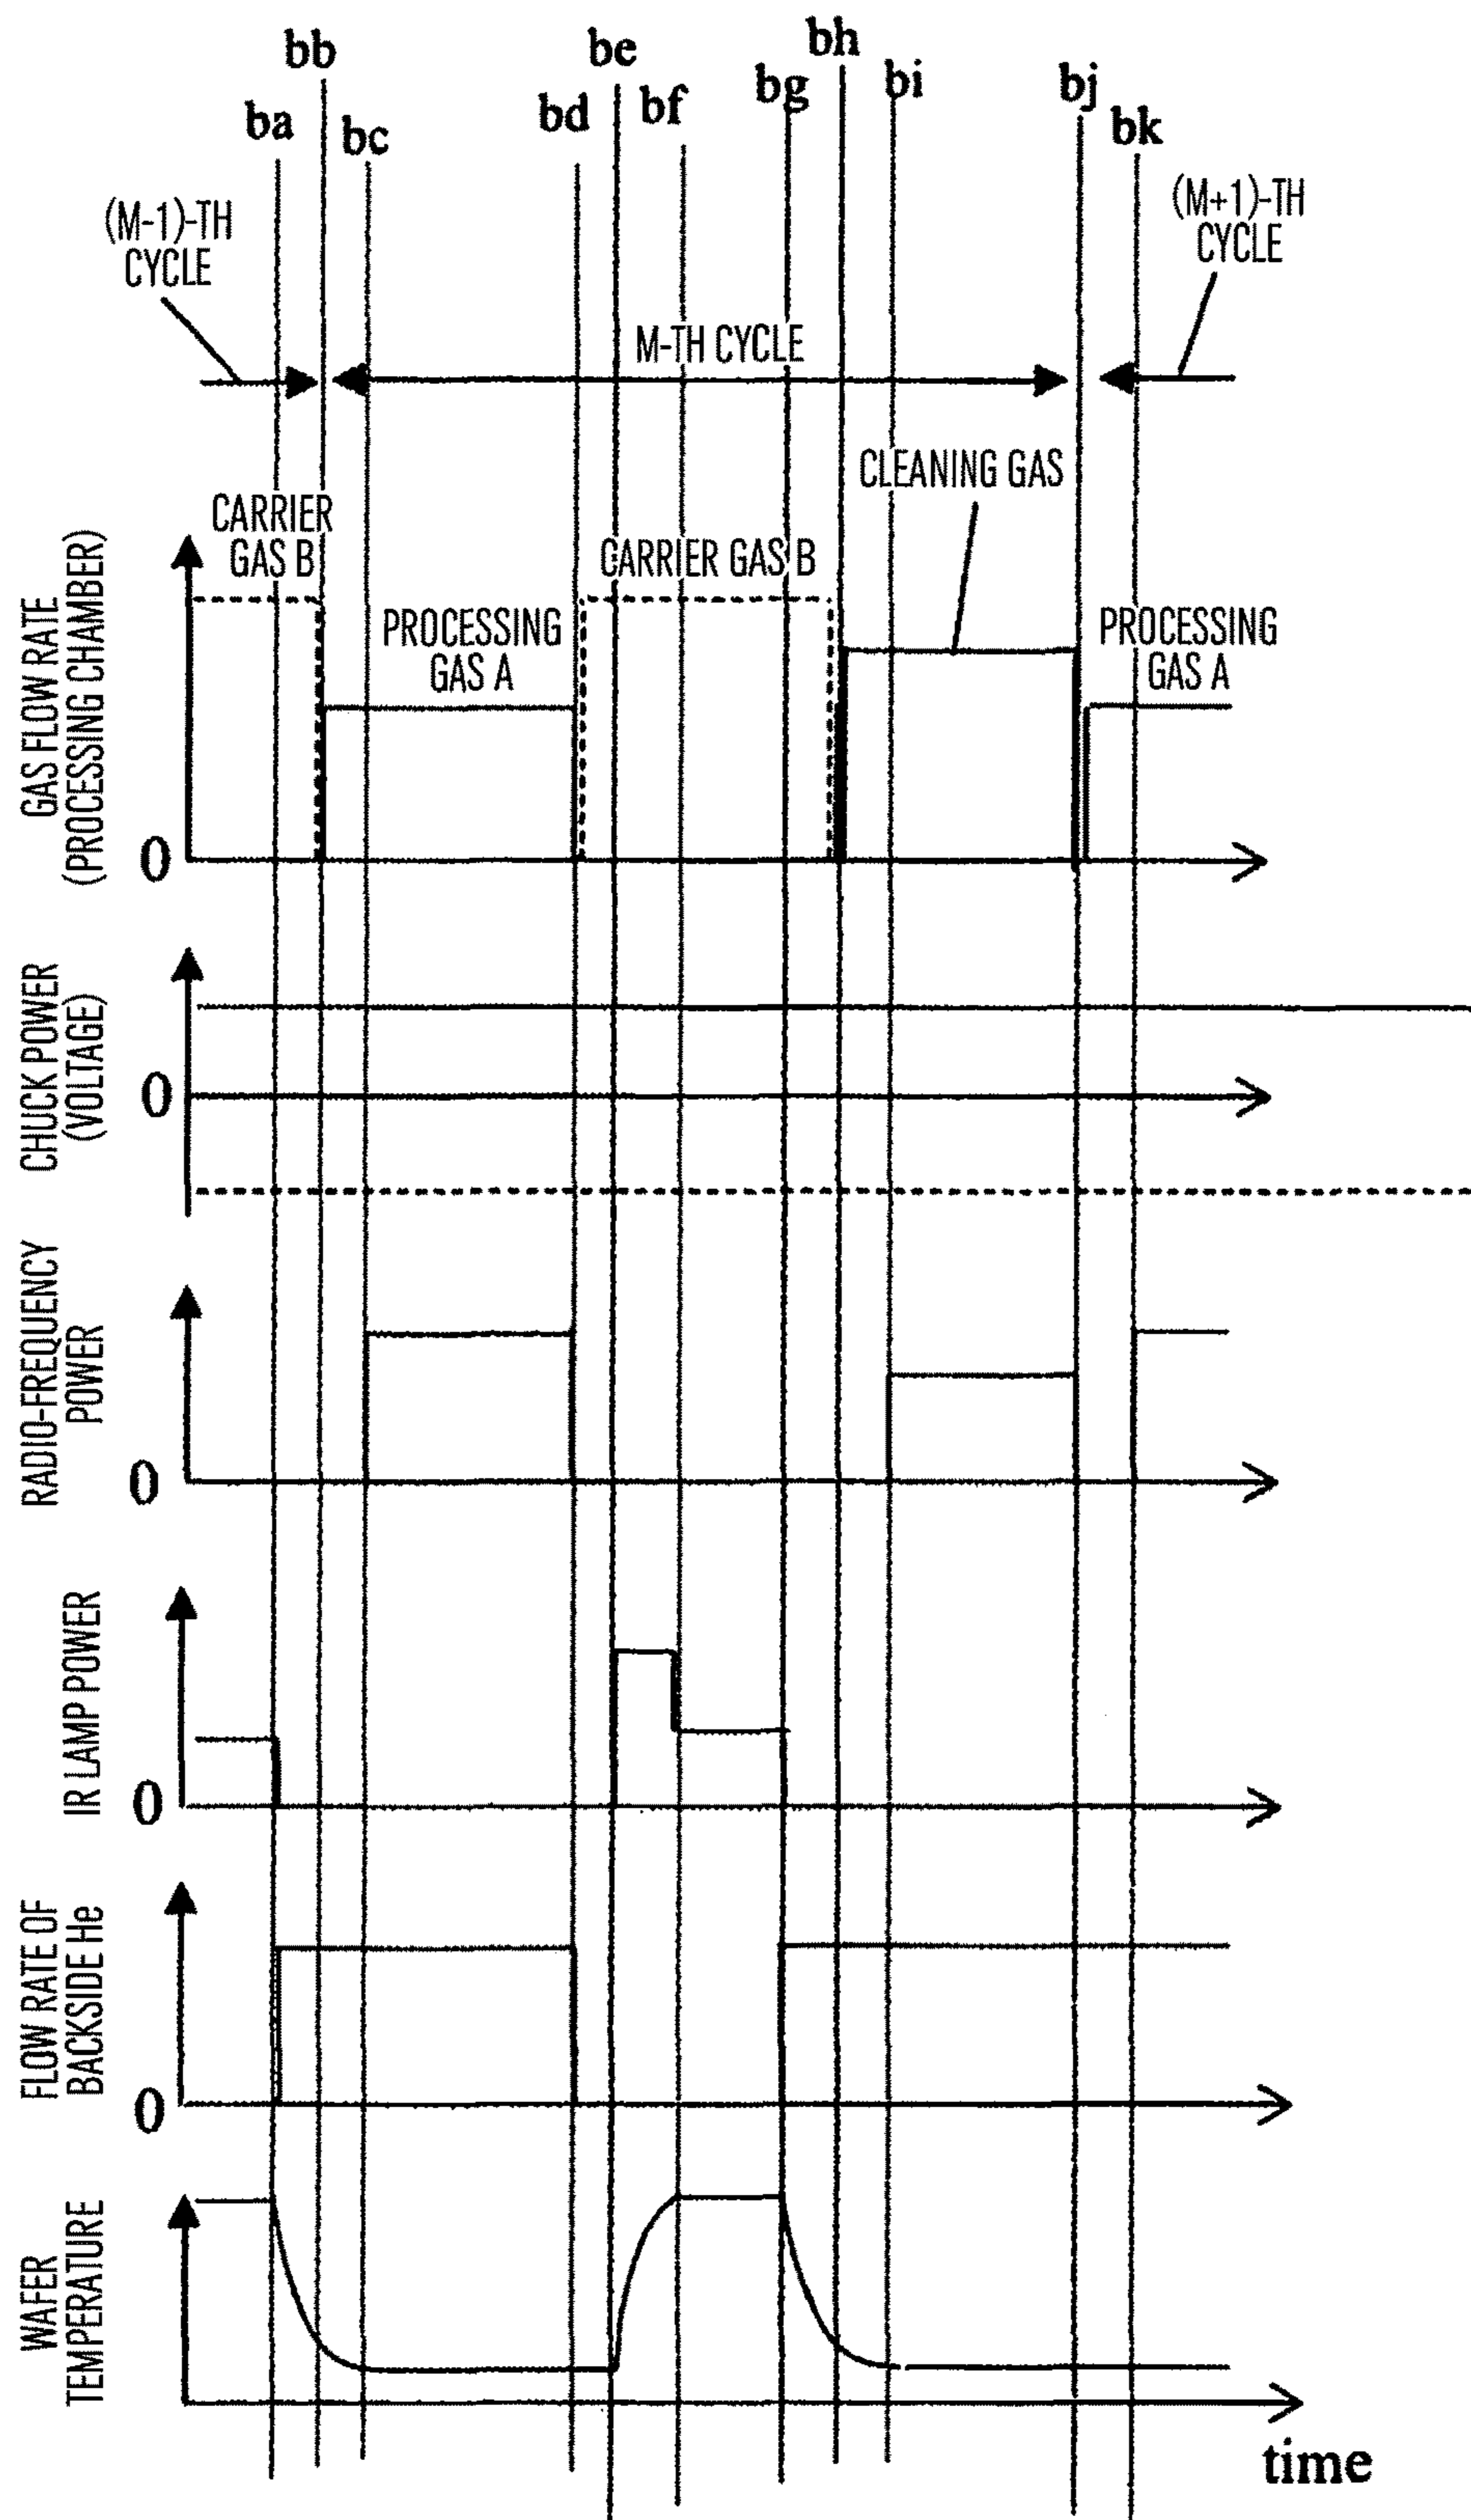 bb
be
bh
ba
bc
bd
bf
bg
bi
bj
bk
(M-1)-TH
CYCLE
(M+1)-TH
CYCLE
M-TH CYCLE
CLEANING GAS
CARRIER
GAS B
CARRIER GAS B
PROCESSING
GAS A
PROCESSING
GAS A
GAS FLOW RATE
(PROCESSING CHAMBER)
0
CHUCK POWER
(VOLTAGE)
0
RADIO-FREQUENCY
POWER
0
IR LAMP POWER
0
FLOW RATE OF
BACKSIDE He
0
WAFER
TEMPERATURE
time